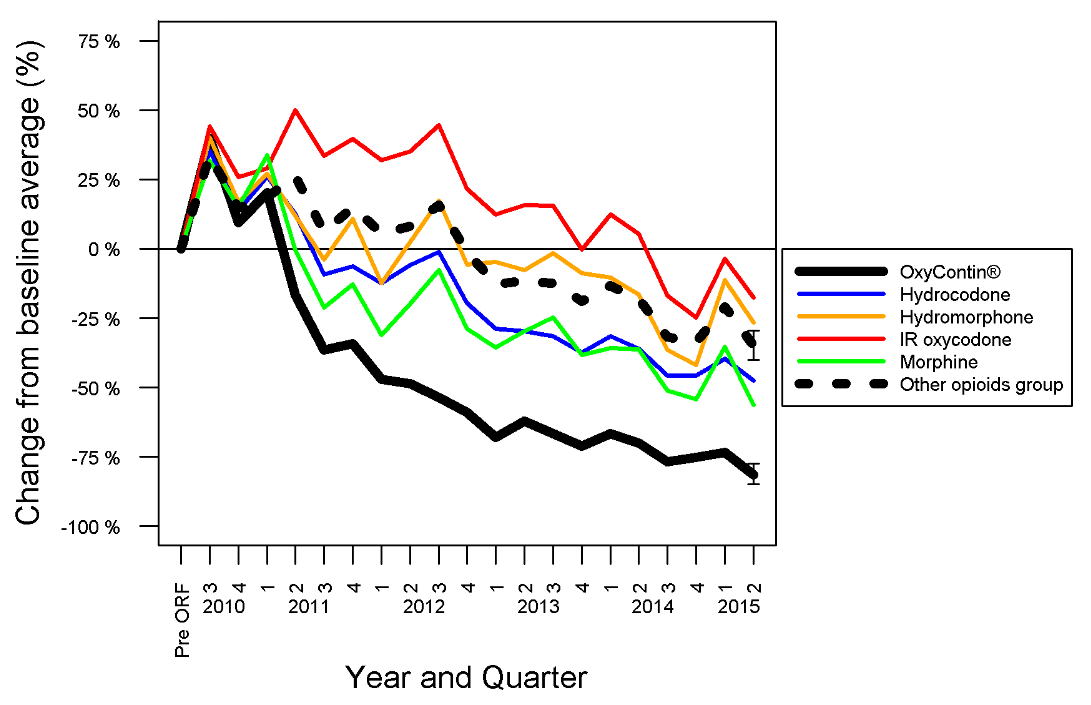 Change from baseline average (%)
75 %
50 %
25 %
0 %
-25 %
-50 %
-75 %
-100 %
Pre ORF 3 4 1 2 3 4 1 2 3 4 1 2 3 4 1 2 3 4 1 2
2010 2011 2012 2013 2014 2015
Year and Quarter
OxyContin®
Hydrocodone
Hydromorphone
IR oxycodone
Morphine
Other opioids group